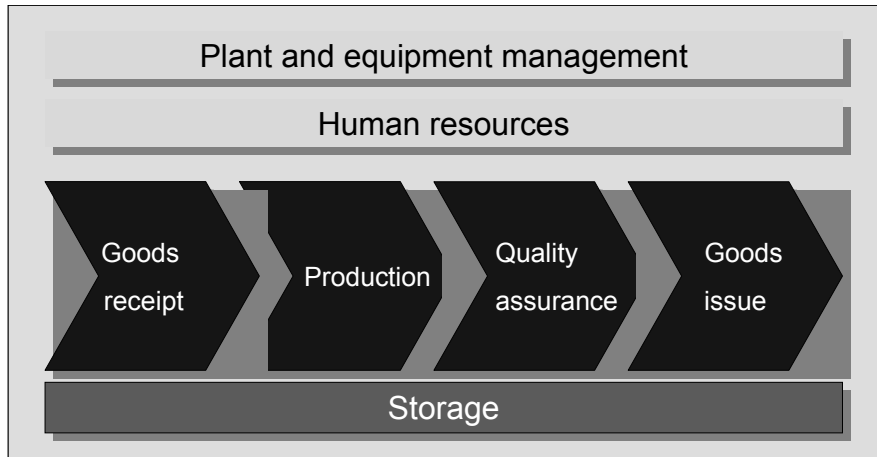 Plant and equipment management
Human resources
Goods
receipt
Production
Quality
assurance
Goods
issue
Storage